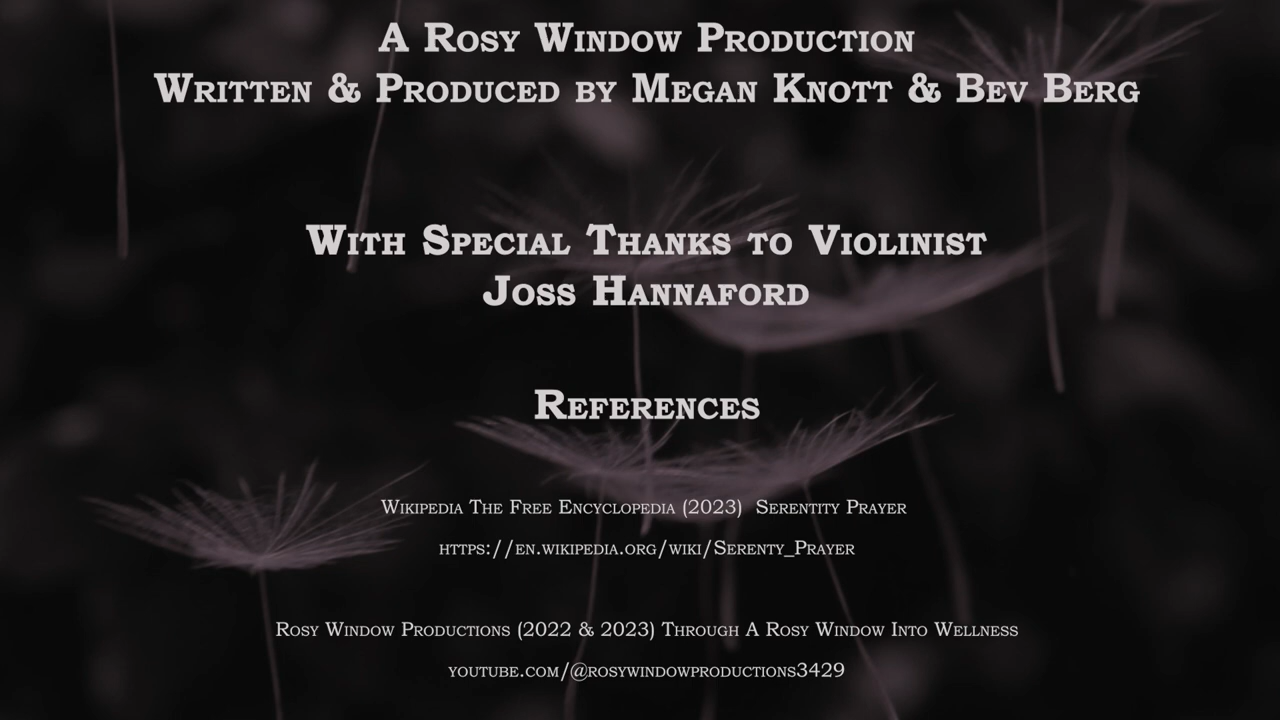 A Rosy Window Production
Written & Produced by Megan Knott & Bev Berg
With Special Thanks to Violinist
Joss Hannaford
References
Wikipedia The Free Encyclopedia (2023)  Serentity Prayer
https://en.wikipedia.org/wiki/Serenty_Prayer
Rosy Window Productions (2022 & 2023) Through A Rosy Window Into Wellness
youtube.com/@rosywindowproductions3429